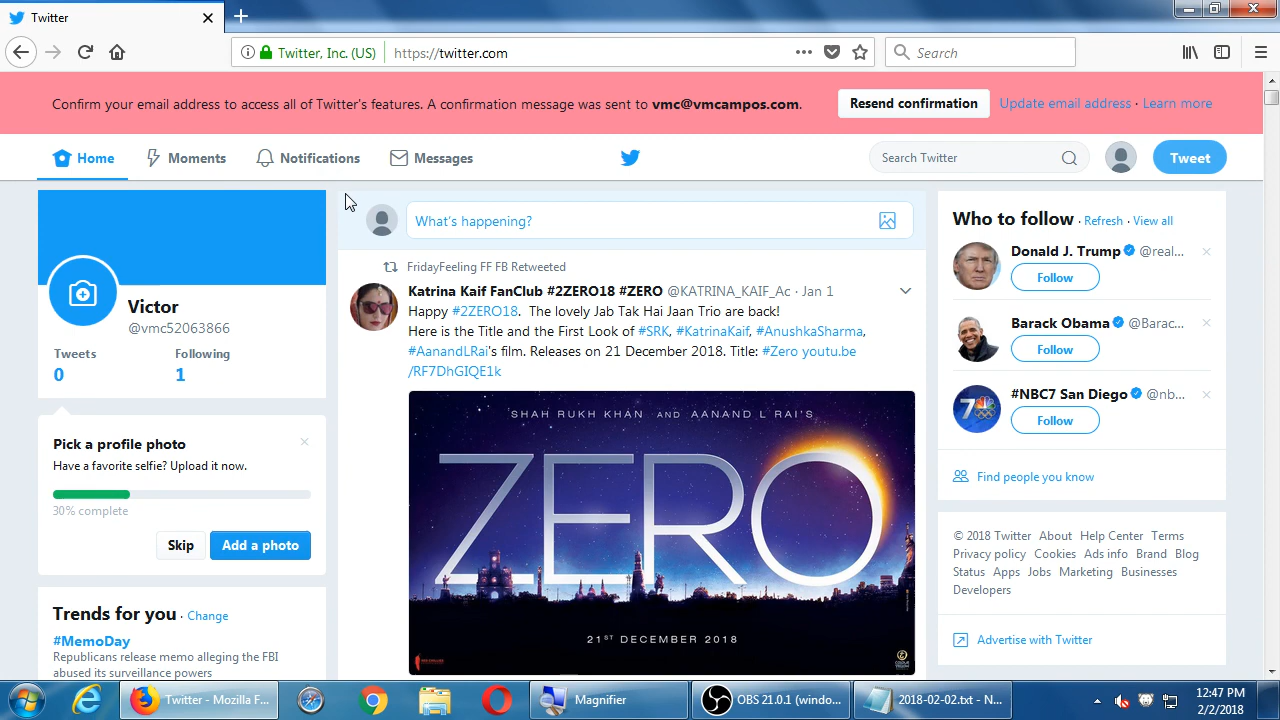 Twitter
Twitter, Inc. (US)
https://twitter.com
Search
Confirm your email address to access all of Twitter's features. A confirmation message was sent to vmc@vmcampos.com.
Resend confirmation
Update email address · Learn more
Home
Moments
Notifications
Messages
Search Twitter
Tweet
Victor
@vmc52063866
Tweets
Following
0
1
Pick a profile photo
Have a favorite selfie? Upload it now.
30% complete
Skip
Add a photo
Trends for you · Change
#MemoDay
Republicans release memo alleging the FBI
abused its surveillance powers
What's happening?
FridayFeeling FF FB Retweeted
Katrina Kaif FanClub #2ZERO18 #ZERO @KATRINA_KAIF_Ac · Jan 1
Happy #2ZERO18. The lovely Jab Tak Hai Jaan Trio are back!
Here is the Title and the First Look of #SRK, #KatrinaKaif, #AnushkaSharma,
#AanandLRai's film. Releases on 21 December 2018. Title: #Zero youtu.be
/RF7DhGIQE1k
SHAH RUKH KHAN AND AANAND L RAI'S
ZERO
21ST DECEMBER 2018
Who to follow · Refresh · View all
Donald J. Trump @real...
Follow
Barack Obama @Barac...
Follow
#NBC7 San Diego @nb...
Follow
Find people you know
© 2018 Twitter About Help Center Terms
Privacy policy Cookies Ads info Brand Blog
Status Apps Jobs Marketing Businesses
Developers
Advertise with Twitter
Twitter - Mozilla F...
Magnifier
OBS 21.0.1 (windo...
2018-02-02.txt - N...
12:47 PM
2/2/2018